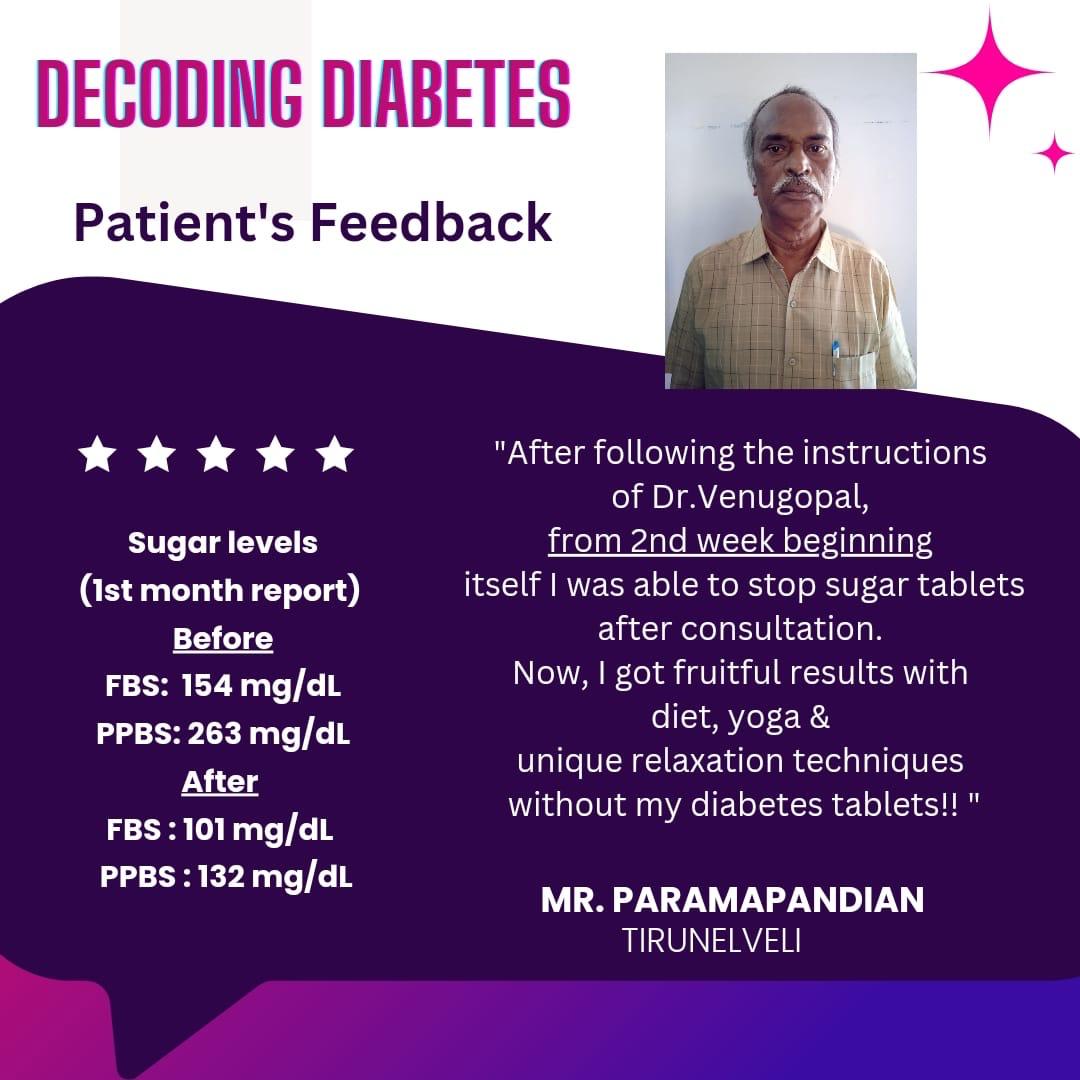 DECODING DIABETES
Patient's Feedback
Sugar levels
(1st month report)
Before
FBS:  154 mg/dL
PPBS: 263 mg/dL
After
FBS : 101 mg/dL
PPBS : 132 mg/dL
"After following the instructions
of Dr.Venugopal,
from 2nd week beginning
itself I was able to stop sugar tablets
after consultation.
Now, I got fruitful results with
diet, yoga &
unique relaxation techniques
without my diabetes tablets!! "
MR. PARAMAPANDIAN
TIRUNELVELI